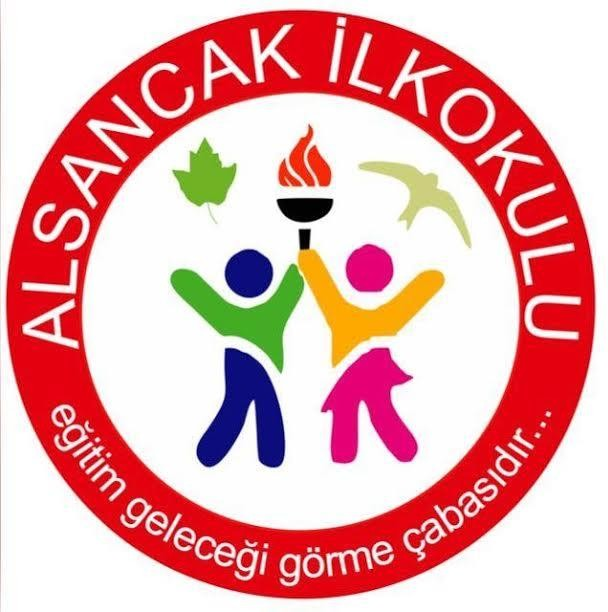 ALSANCAK İLKOKULU
eğitim geleceği görme çabasıdır...